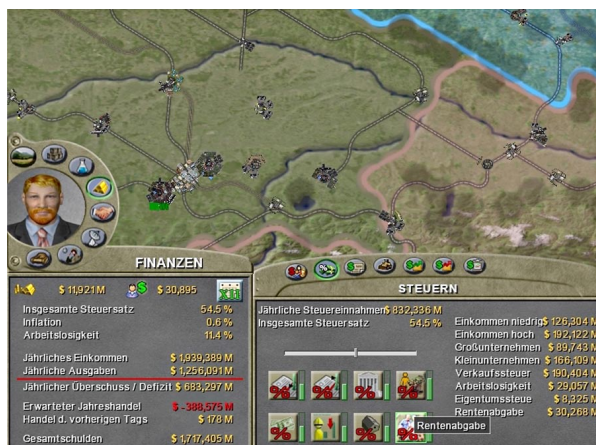 FINANZEN
$ 11,921 M $ 30,895
Insgesamte Steuersatz 54.5 %
Inflation 0.6 %
Arbeitslosigkeit 11.4 %
Jährliches Einkommen $ 1,939,389 M
Jährliche Ausgaben $ 1,256,091 M
Jährlicher Überschuss / Defizit $ 683,297 M
Erwarteter Jahreshandel $ -388,575 M
Handel d. vorherigen Tags $ 178 M
Gesamtschulden $ 1,717,405 M
STEUERN
Jährliche Steuereinnahmen $ 832,336 M
Insgesamte Steuersatz 54.5 %
Einkommen niedrig $ 126,304 M
Einkommen hoch $ 192,122 M
Großunternehmen $ 89,743 M
Kleinunternehmen $ 166,109 M
Verkaufssteuer $ 190,404 M
Arbeitslosigkeit $ 29,057 M
Eigentumssteue $ 8,325 M
Rentenabgabe $ 30,268 M
Rentenabgabe